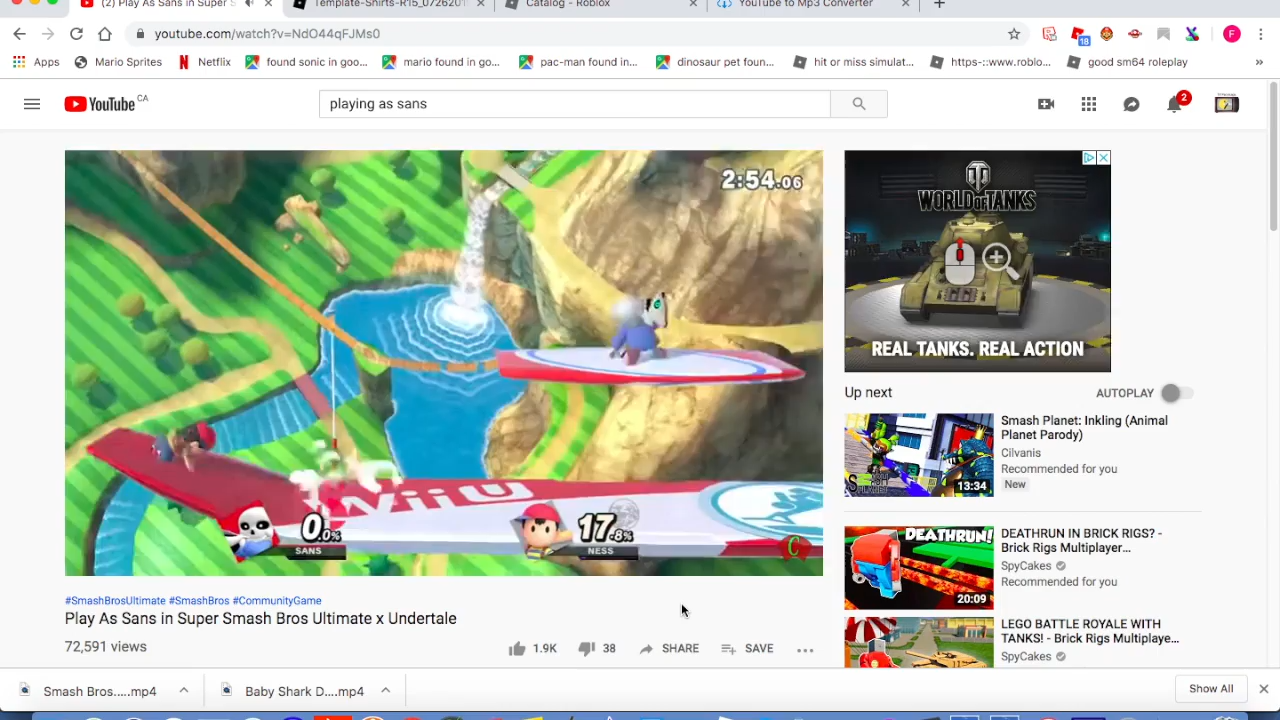 (2) Play As Sans in Super S
Template-Shirts-R15_0726201
Catalog - Roblox
YouTube to Mp3 Converter
youtube.com/watch?v=NdO44qFJMs0
18
F
Apps
Mario Sprites
Netflix
found sonic in goo...
mario found in go...
pac-man found in...
dinosaur pet foun...
hit or miss simulat...
https-::www.roblo...
good sm64 roleplay
»
YouTube CA
playing as sans
2
2:54.06
WiiU
0.0%
SANS
17.8%
NESS
WORLD OF TANKS
REAL TANKS. REAL ACTION
Up next
AUTOPLAY
Smash Planet: Inkling (Animal
Planet Parody)
Cilvanis
Recommended for you
New
13:34
DEATHRUN!
DEATHRUN IN BRICK RIGS? -
Brick Rigs Multiplayer...
SpyCakes
Recommended for you
20:09
LEGO BATTLE ROYALE WITH
TANKS! - Brick Rigs Multiplaye...
SpyCakes
#SmashBrosUltimate #SmashBros #CommunityGame
Play As Sans in Super Smash Bros Ultimate x Undertale
72,591 views
1.9K
38
SHARE
SAVE
Smash Bros.....mp4
Baby Shark D....mp4
Show All